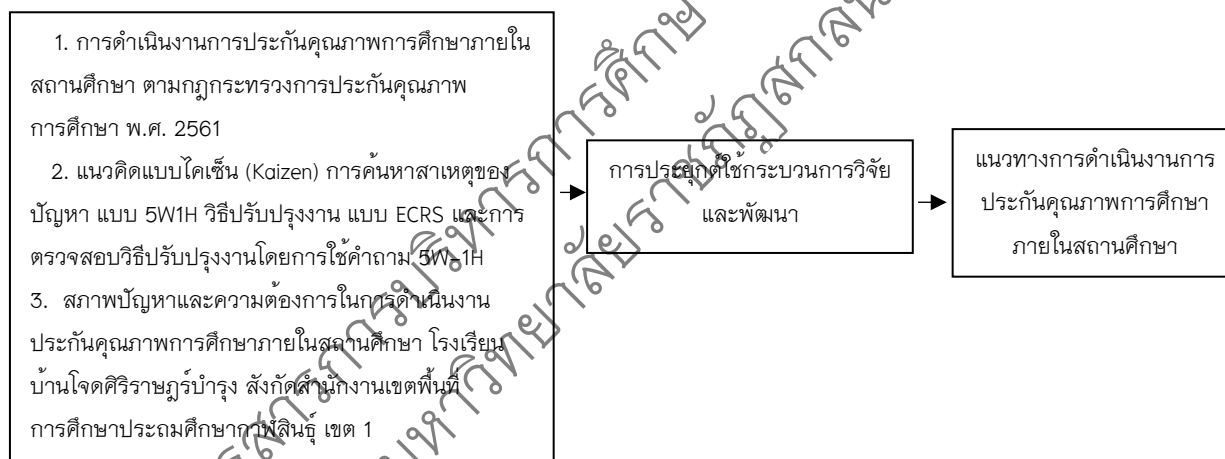 1. การดำเนินงานการประกันคุณภาพการศึกษาภายใน
สถานศึกษา ตามกฎกระทรวงการประกันคุณภาพ
การศึกษา พ.ศ. 2561
2. แนวคิดแบบไคเซ็น (Kaizen) การค้นหาสาเหตุของ
ปัญหา แบบ 5W1H วิธีปรับปรุงงาน แบบ ECRS และการ
ตรวจสอบวิธีปรับปรุงงานโดยการใช้คำถาม 5W-1H
3. สภาพปัญหาและความต้องการในการดำเนินงาน
ประกันคุณภาพการศึกษาภายในสถานศึกษา โรงเรียน
บ้านโจดศิริราษฎร์บำรุง สังกัดสำนักงานเขตพื้นที่
การศึกษาประถมศึกษากาฬสินธุ์ เขต 1
การประยุกต์ใช้กระบวนการวิจัย
และพัฒนา
แนวทางการดำเนินงานการ
ประกันคุณภาพการศึกษา
ภายในสถานศึกษา